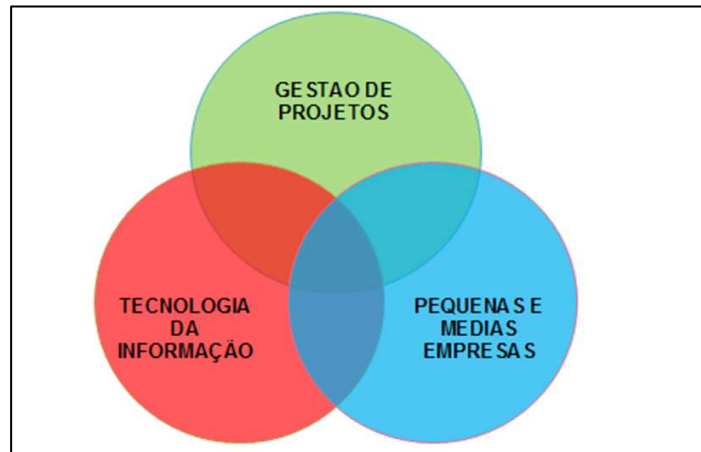 GESTAO DE
PROJETOS
TECNOLOGIA
DA
INFORMAÇÃO
PEQUENAS E
MEDIAS
EMPRESAS